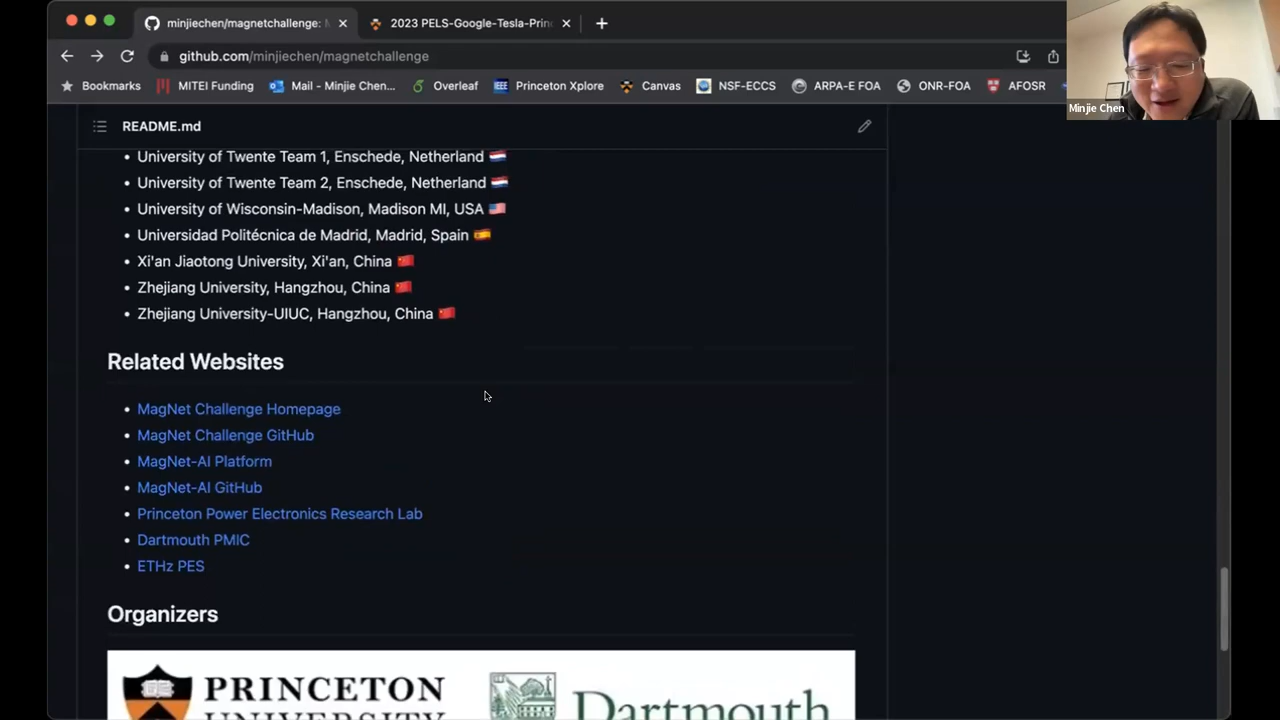 minjiechen/magnetchallenge: M
2023 PELS-Google-Tesla-Prin
github.com/minjiechen/magnetchallenge
Bookmarks
MITEI Funding
Mail - Minjie Chen...
Overleaf
Princeton Xplore
Canvas
NSF-ECCS
ARPA-E FOA
ONR-FOA
AFOSR
Minjie Chen
README.md
University of Twente Team 1, Enschede, Netherland
University of Twente Team 2, Enschede, Netherland
University of Wisconsin-Madison, Madison MI, USA
Universidad Politécnica de Madrid, Madrid, Spain
Xi'an Jiaotong University, Xi'an, China
Zhejiang University, Hangzhou, China
Zhejiang University-UIUC, Hangzhou, China
Related Websites
MagNet Challenge Homepage
MagNet Challenge GitHub
MagNet-AI Platform
MagNet-AI GitHub
Princeton Power Electronics Research Lab
Dartmouth PMIC
ETHz PES
Organizers
PRINCETON
UNIVERSITY
Dartmouth